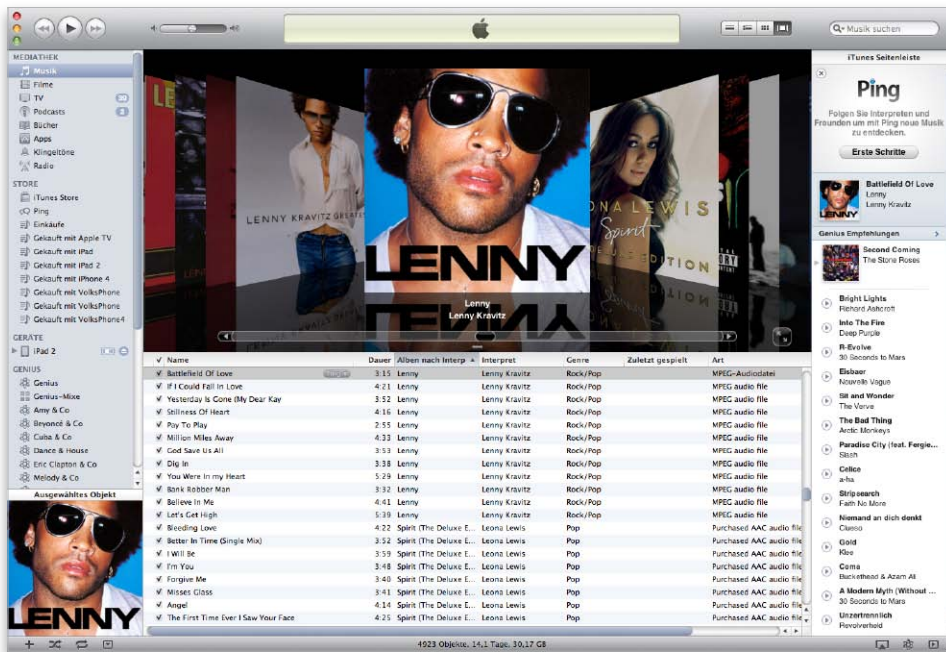 Musik suchen
MEDIATHEK
Musik
Filme
TV 30
Podcasts
Bücher
Apps
Klingeltöne
Radio
STORE
iTunes Store
Ping
Einkäufe
Gekauft mit Apple TV
Gekauft mit iPad
Gekauft mit iPad 2
Gekauft mit iPhone 4
Gekauft mit VolksPhone
Gekauft mit VolksPhone
Gekauft mit VolksPhone4
GERÄTE
iPad 2
GENIUS
Genius
Genius-Mixe
Amy & Co
Beyoncé & Co
Cuba & Co
Dance & House
Eric Clapton & Co
Melody & Co
Ausgewähltes Objekt
LENNY
LENNY KRAVITZ GREATES
LENNY
ONA LEWIS
Spirit
DELUXE EDITION
Lenny
Lenny Kravitz
Name Dauer Alben nach Interp Interpret Genre Zuletzt gespielt Art
Battlefield Of Love 3:15 Lenny Lenny Kravitz Rock/Pop MPEG-Audiodatei
If I Could Fall In Love 4:21 Lenny Lenny Kravitz Rock/Pop MPEG audio file
Yesterday Is Gone (My Dear Kay 3:52 Lenny Lenny Kravitz Rock/Pop MPEG audio file
Stillness Of Heart 4:16 Lenny Lenny Kravitz Rock/Pop MPEG audio file
Pay To Play 2:55 Lenny Lenny Kravitz Rock/Pop MPEG audio file
Million Miles Away 4:33 Lenny Lenny Kravitz Rock/Pop MPEG audio file
God Save Us All 3:53 Lenny Lenny Kravitz Rock/Pop MPEG audio file
Dig In 3:38 Lenny Lenny Kravitz Rock/Pop MPEG audio file
You Were In my Heart 5:29 Lenny Lenny Kravitz Rock/Pop MPEG audio file
Bank Robber Man 3:32 Lenny Lenny Kravitz Rock/Pop MPEG audio file
Believe In Me 4:41 Lenny Lenny Kravitz Rock/Pop MPEG audio file
Let's Get High 5:39 Lenny Lenny Kravitz Rock/Pop MPEG audio file
Bleeding Love 4:22 Spirit (The Deluxe E... Leona Lewis Pop Purchased AAC audio file
Better In Time (Single Mix) 3:52 Spirit (The Deluxe E... Leona Lewis Pop Purchased AAC audio file
I Will Be 3:59 Spirit (The Deluxe E... Leona Lewis Pop Purchased AAC audio file
I'm You 3:48 Spirit (The Deluxe E... Leona Lewis Pop Purchased AAC audio file
Forgive Me 3:40 Spirit (The Deluxe E... Leona Lewis Pop Purchased AAC audio file
Misses Glass 3:41 Spirit (The Deluxe E... Leona Lewis Pop Purchased AAC audio file
Angel 4:14 Spirit (The Deluxe E... Leona Lewis Pop Purchased AAC audio file
The First Time Ever I Saw Your Face 4:25 Spirit (The Deluxe E... Leona Lewis Pop Purchased AAC audio file
4923 Objekte, 14,1 Tage, 30,17 GB
iTunes Seitenleiste
Ping
Folgen Sie Interpreten und
Freunden um mit Ping neue Musik
zu entdecken.
Erste Schritte
LENNY
Battlefield Of Love
Lenny
Lenny Kravitz
Genius Empfehlungen
Second Coming
The Stone Roses
Bright Lights
Richard Ashcroft
Into The Fire
Deep Purple
R-Evolve
30 Seconds to Mars
Eisbaer
Nouvelle Vague
Sit and Wonder
The Verve
The Bad Thing
Arctic Monkeys
Paradise City (feat. Fergie...
Slash
Celice
a-ha
Stripsearch
Faith No More
Niemand an dich denkt
Clueso
Gold
Klee
Coma
Buckethead & Azam Ali
A Modern Myth (Without ...
30 Seconds to Mars
Unzertrennlich
Revolverheld